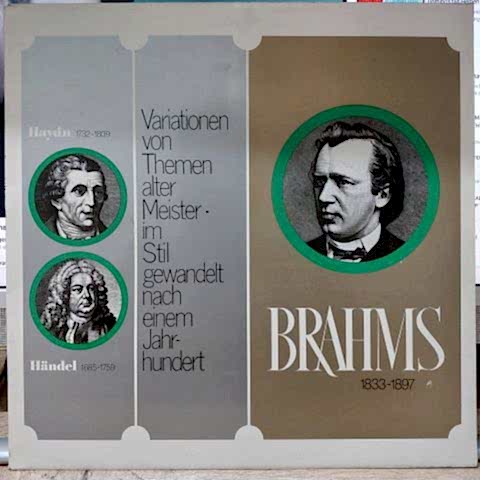 Haydn 1732-1809
Variationen
von
Themen
alter
Meister·
im
Stil
gewandelt
nach
einem
Jahr-
hundert
Händel 1685-1759
BRAHMS
1833-1897